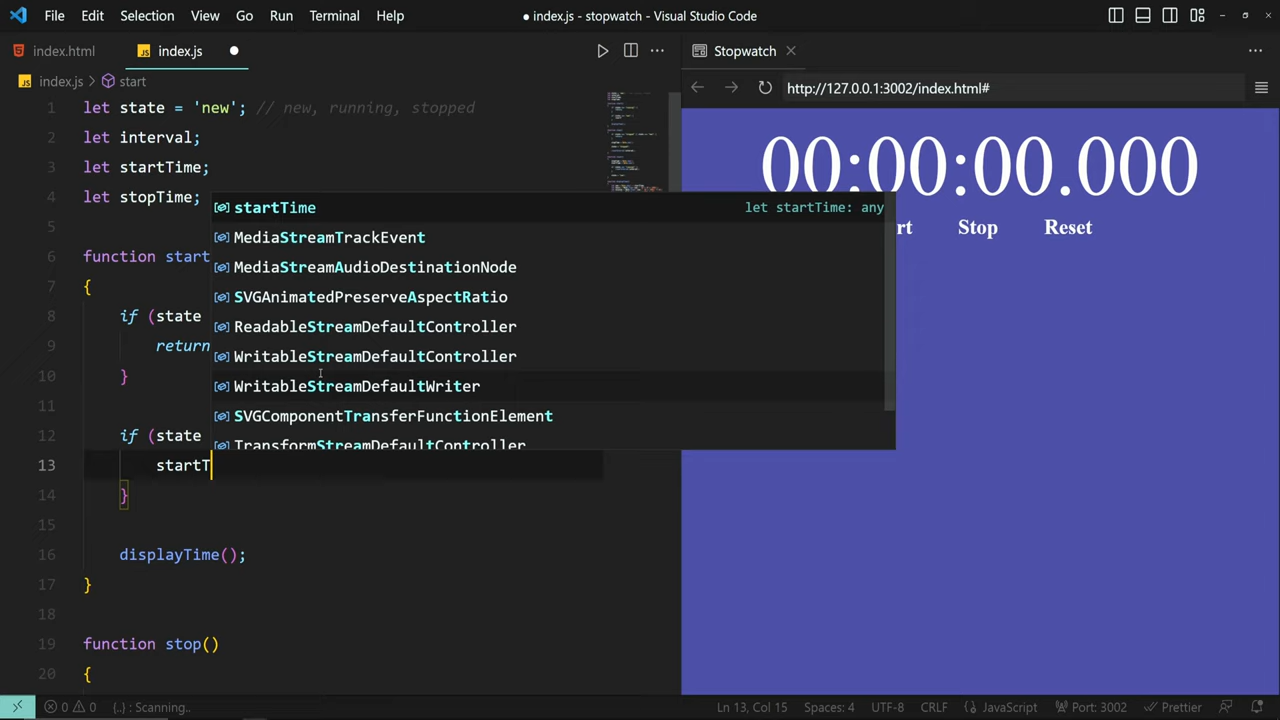 File Edit Selection View Go Run Terminal Help
● index.js - stopwatch - Visual Studio Code
index.html
JS index.js
Stopwatch
JS index.js > start
http://127.0.0.1:3002/index.html#
1 let state = 'new'; // new, runing, stopped
2 let interval;
3 let startTime;
4 let stopTime;
5
6 function start
7 {
8 if (state
9 return
10 }
11
12 if (state
13 startT
14 }
15
16 displayTime();
17 }
18
19 function stop()
20 {
startTime let startTime: any
MediaStreamTrackEvent
MediaStreamAudioDestinationNode
SVGAnimatedPreserveAspectRatio
ReadableStreamDefaultController
WritableStreamDefaultController
WritableStreamDefaultWriter
SVGComponentTransferFunctionElement
TransformStreamDefaultController
00:00:00.000
rt Stop Reset
0 0 {..} : Scanning.. Ln 13, Col 15 Spaces: 4 UTF-8 CRLF {} JavaScript Port: 3002 Prettier